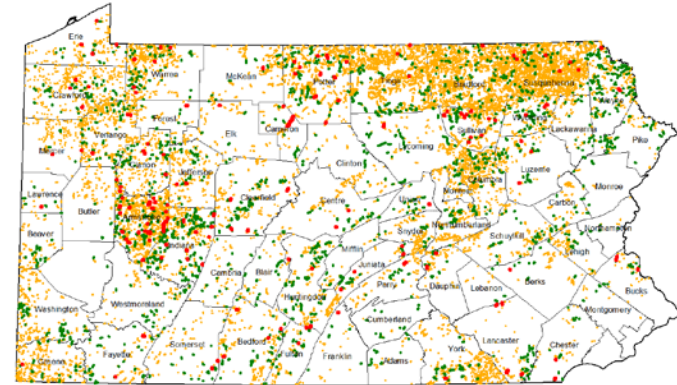 Erie
Warren
McKean
Potter
Tioga
Bradford
Susquehanna
Crawford
Wayne
Forest
Wyoming
Cameron
Sullivan
Elk
Lackawanna
Venango
Pike
Mercer
Lycoming
Clinton
Clarion
Jefferson
Luzerne
Columbia
Lawrence
Clearfield
Centre
Union
Montour
Monroe
Butler
Armstrong
Carbon
Northumberland
Northampton
Beaver
Indiana
Snyder
Schuylkill
Mifflin
Lehigh
Juniata
Cambria
Blair
Perry
Dauphin
Lebanon
Berks
Bucks
Huntingdon
Washington
Westmoreland
Montgomery
Cumberland
Lancaster
Somerset
Bedford
Chester
Greene
Fayette
Fulton
Franklin
Adams
York